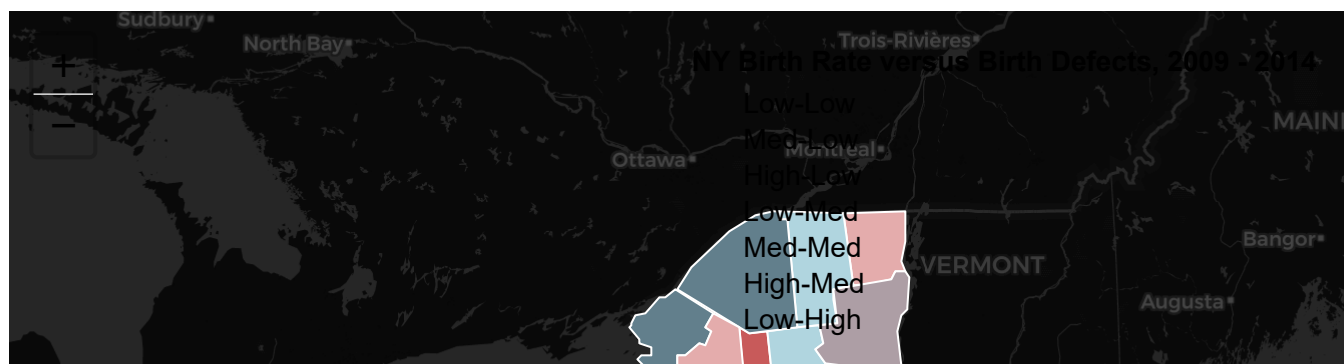 Sudbury
North Bay
Trois-Rivières
NY Birth Rate versus Birth Defects, 2009 - 2014
+
−
Low-Low
Med-Low
MAIN
Ottawa
Montreal
High-Low
Low-Med
Med-Med
Bangor
VERMONT
High-Med
Augusta
Low-High